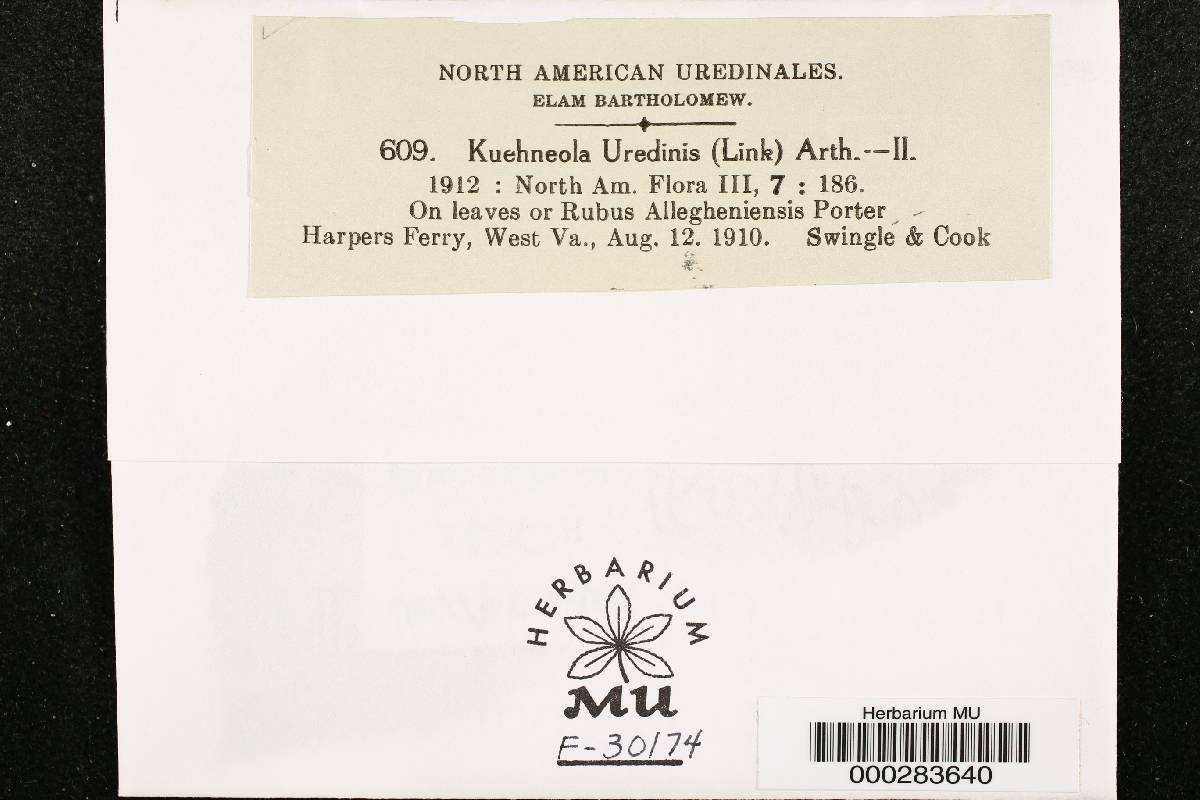 NORTH AMERICAN UREDINALES.
ELAM BARTHOLOMEW.
609. Kuehneola Uredinis (Link) Arth.--II.
1912 : North Am. Flora III, 7 : 186.
On leaves or Rubus Allegheniensis Porter
Harpers Ferry, West Va., Aug. 12. 1910. Swingle & Cook
HERBARIUM
MU
F-30174
Herbarium MU
000283640